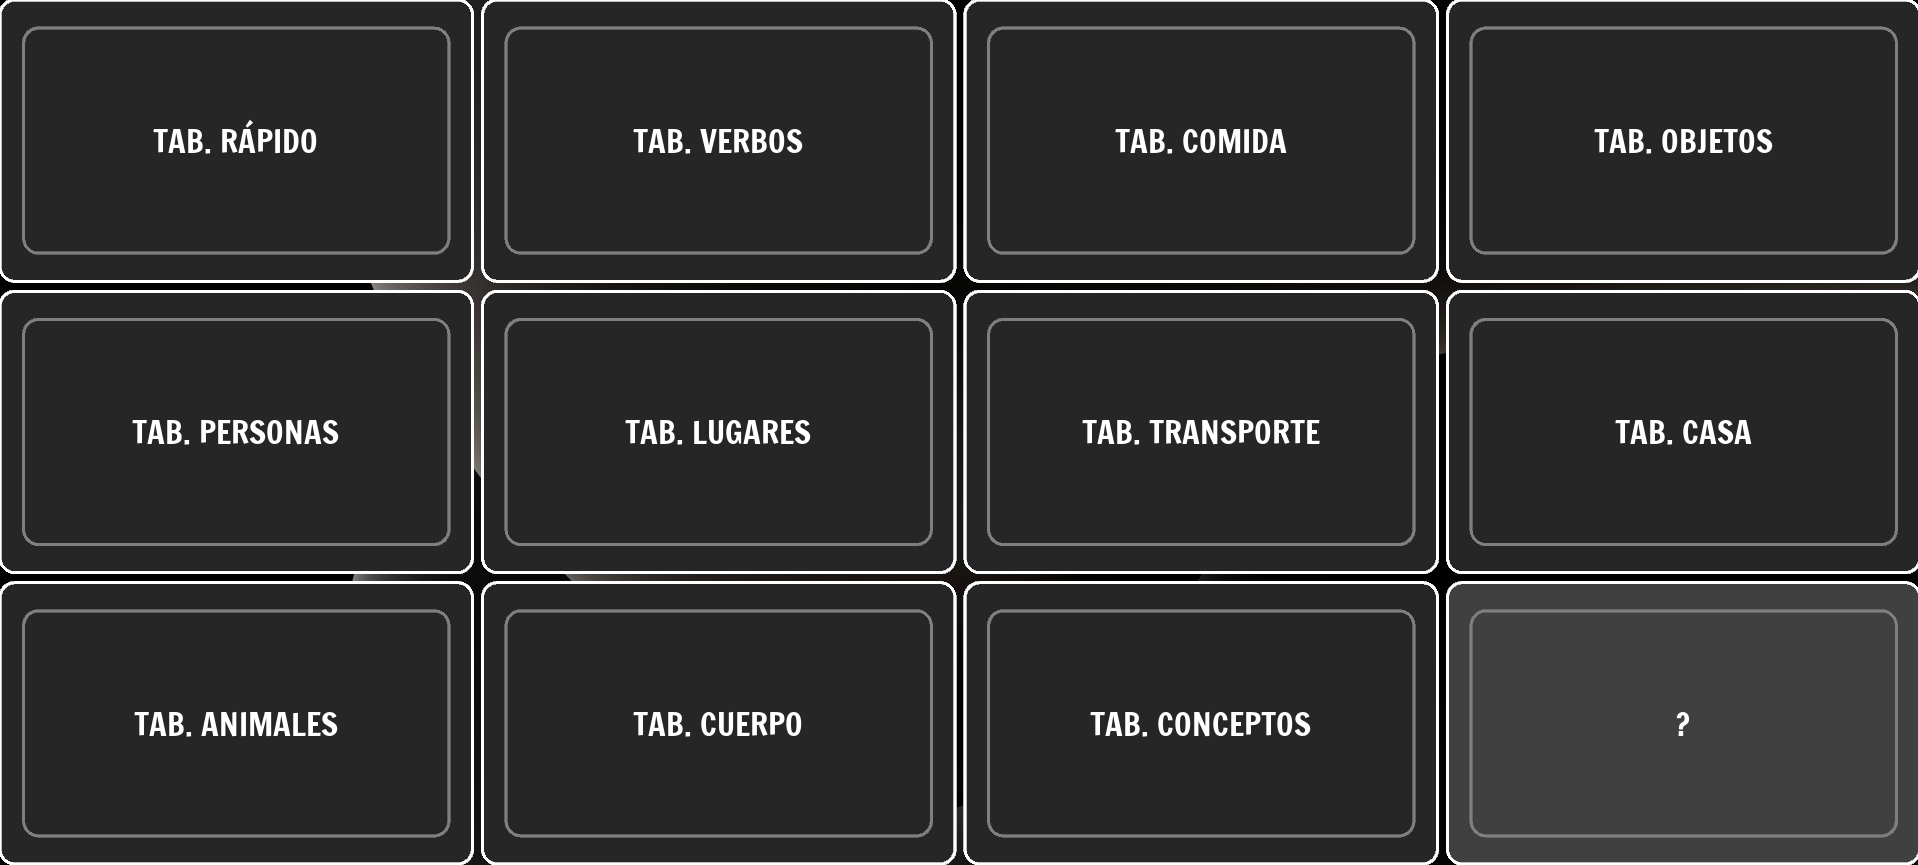 TAB. RÁPIDO
TAB. VERBOS
TAB. COMIDA
TAB. OBJETOS
TAB. PERSONAS
TAB. LUGARES
TAB. TRANSPORTE
TAB. CASA
TAB. ANIMALES
TAB. CUERPO
TAB. CONCEPTOS
?